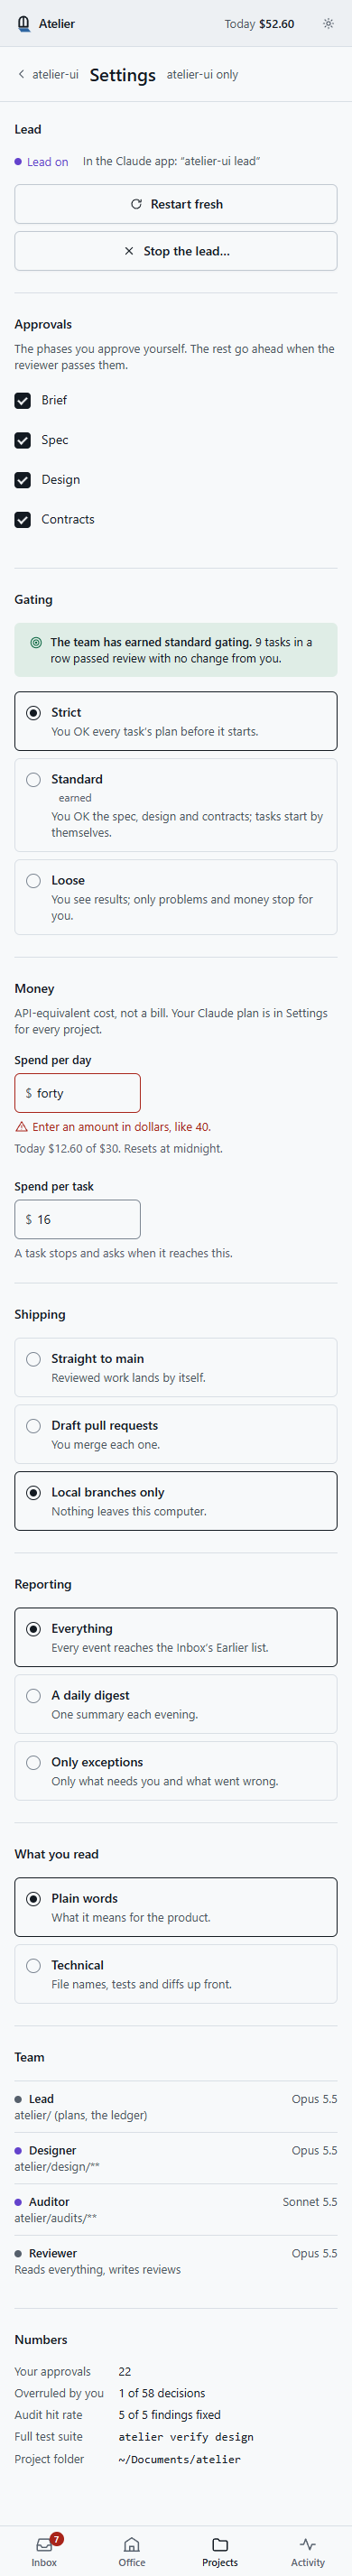 Atelier
Today $52.60
atelier-ui
Settings
atelier-ui only
Lead
Lead on
In the Claude app: “atelier-ui lead”
Restart fresh
Stop the lead...
Approvals
The phases you approve yourself. The rest go ahead when the
reviewer passes them.
Brief
Spec
Design
Contracts
Gating
The team has earned standard gating. 9 tasks in a
row passed review with no change from you.
Strict
You OK every task's plan before it starts.
Standard
earned
You OK the spec, design and contracts; tasks start by
themselves.
Loose
You see results; only problems and money stop for
you.
Money
API-equivalent cost, not a bill. Your Claude plan is in Settings
for every project.
Spend per day
$ forty
Enter an amount in dollars, like 40.
Today $12.60 of $30. Resets at midnight.
Spend per task
$ 16
A task stops and asks when it reaches this.
Shipping
Straight to main
Reviewed work lands by itself.
Draft pull requests
You merge each one.
Local branches only
Nothing leaves this computer.
Reporting
Everything
Every event reaches the Inbox's Earlier list.
A daily digest
One summary each evening.
Only exceptions
Only what needs you and what went wrong.
What you read
Plain words
What it means for the product.
Technical
File names, tests and diffs up front.
Team
Lead
Opus 5.5
atelier/ (plans, the ledger)
Designer
Opus 5.5
atelier/design/**
Auditor
Sonnet 5.5
atelier/audits/**
Reviewer
Opus 5.5
Reads everything, writes reviews
Numbers
Your approvals 22
Overruled by you 1 of 58 decisions
Audit hit rate 5 of 5 findings fixed
Full test suite atelier verify design
Project folder ~/Documents/atelier
7
Inbox
Office
Projects
Activity